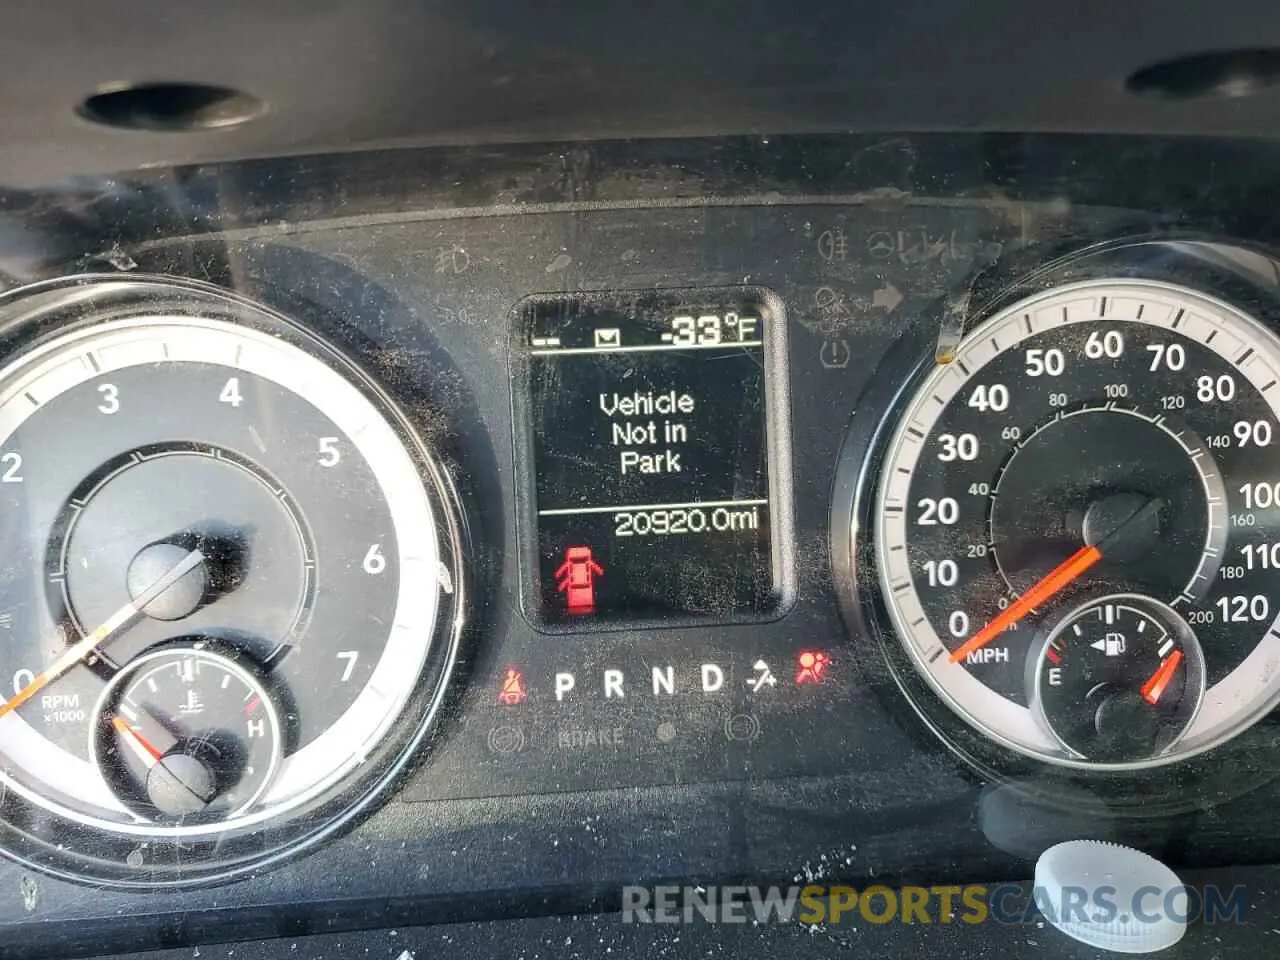 -- -33°F
Vehicle
Not in
Park
20920.0mi
P R N D
BRAKE
0 2 3 4 5 6 7
RPM
x1000
H
0 10 20 30 40 50 60 70 80 90 100 110 120
0 20 40 60 80 100 120 140 160 180 200
MPH
E
RENEWSPORTSCARS.COM